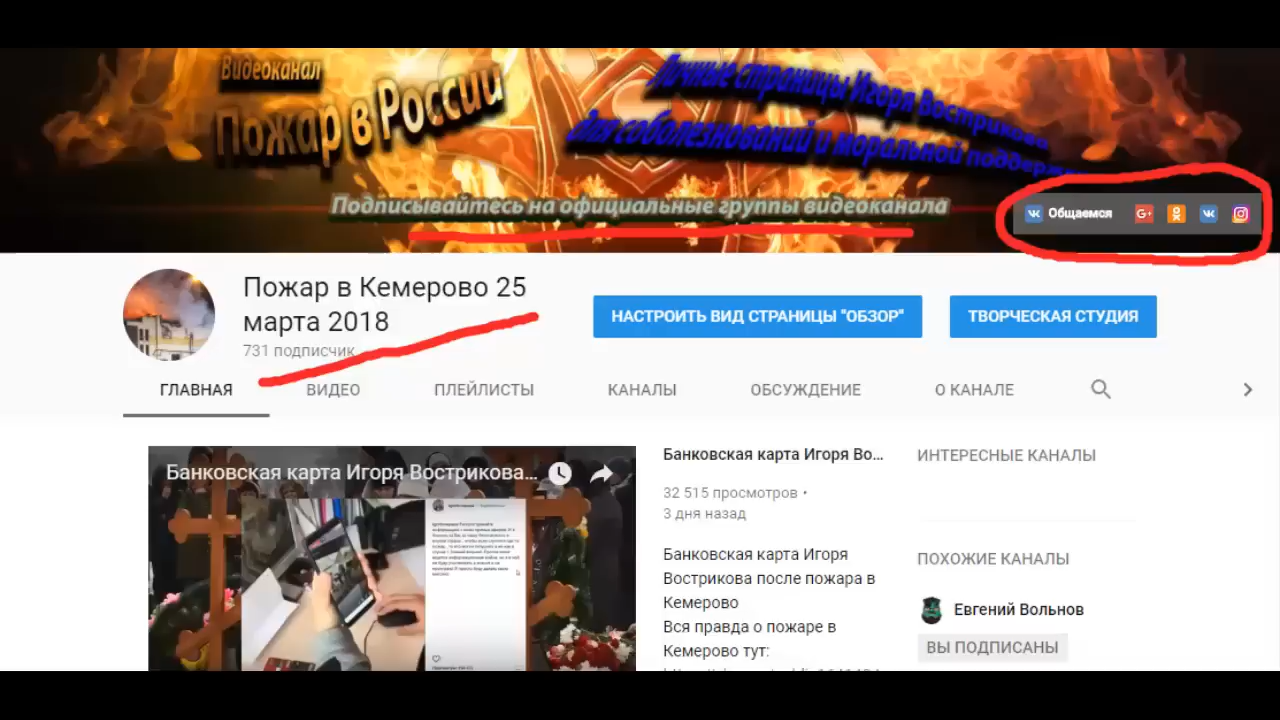 Видеоканал
Пожар в России
Личные страницы Игоря Вострикова
для соболезнований и моральной
Подписывайтесь на официальные группы видеоканала
Общаемся
Пожар в Кемерово 25
марта 2018
731 подписчик
НАСТРОИТЬ ВИД СТРАНИЦЫ "ОБЗОР"
ТВОРЧЕСКАЯ СТУДИЯ
ГЛАВНАЯ ВИДЕО ПЛЕЙЛИСТЫ КАНАЛЫ ОБСУЖДЕНИЕ О КАНАЛЕ
Банковская карта Игоря Вострикова...
Банковская карта Игоря Во...
32 515 просмотров •
3 дня назад
Банковская карта Игоря
Вострикова после пожара в
Кемерово
Вся правда о пожаре в
Кемерово тут:
ИНТЕРЕСНЫЕ КАНАЛЫ
ПОХОЖИЕ КАНАЛЫ
Евгений Вольнов
ВЫ ПОДПИСАНЫ